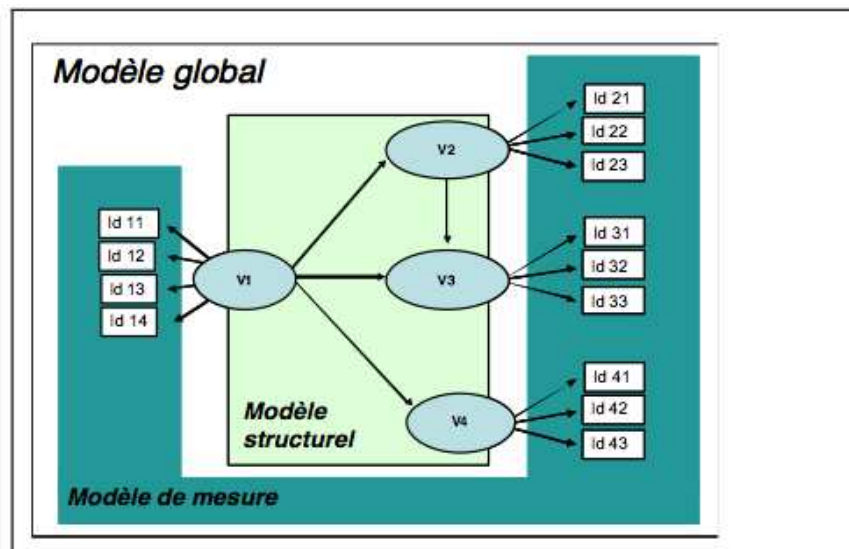 Modèle global
Id 21
Id 22
Id 23
V2
Id 11
Id 12
Id 13
Id 14
V1
V3
Id 31
Id 32
Id 33
Modèle
structurel
V4
Id 41
Id 42
Id 43
Modèle de mesure